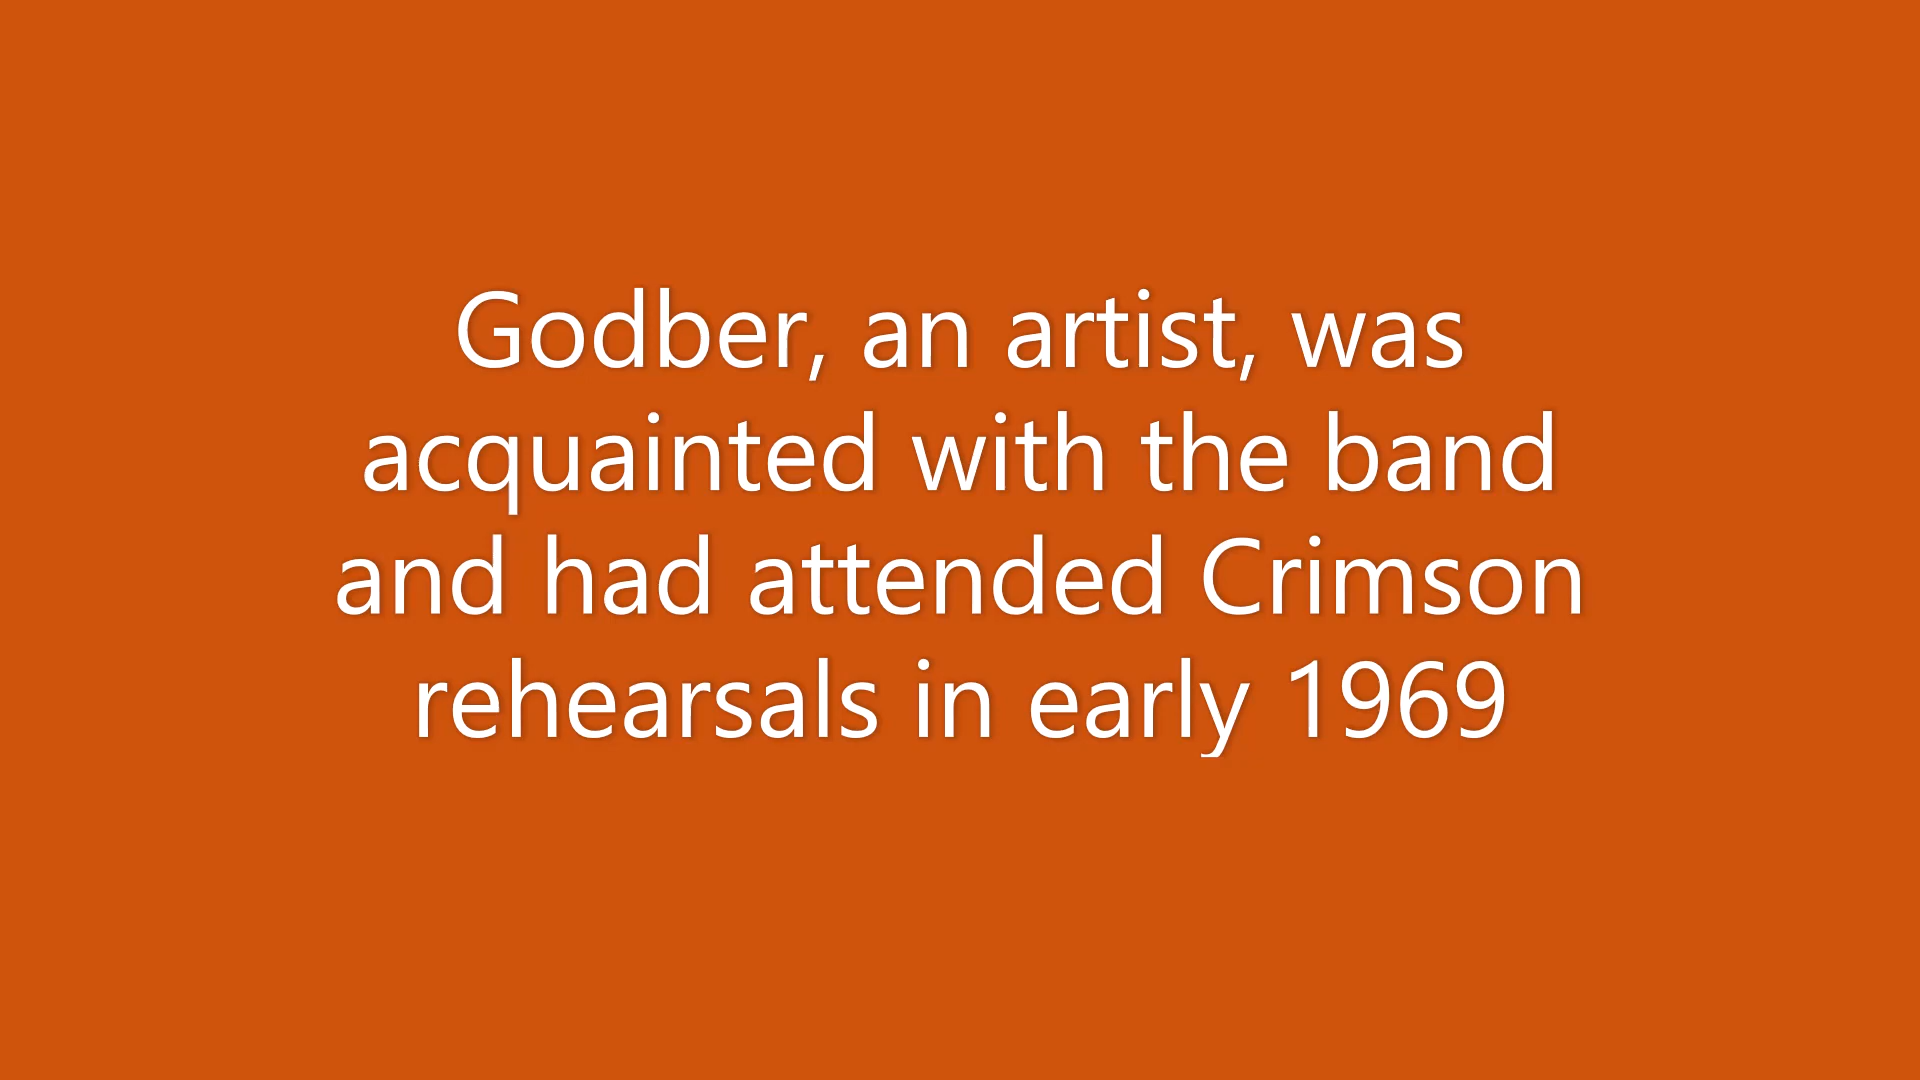 Godber, an artist, was
acquainted with the band
and had attended Crimson
rehearsals in early 1969